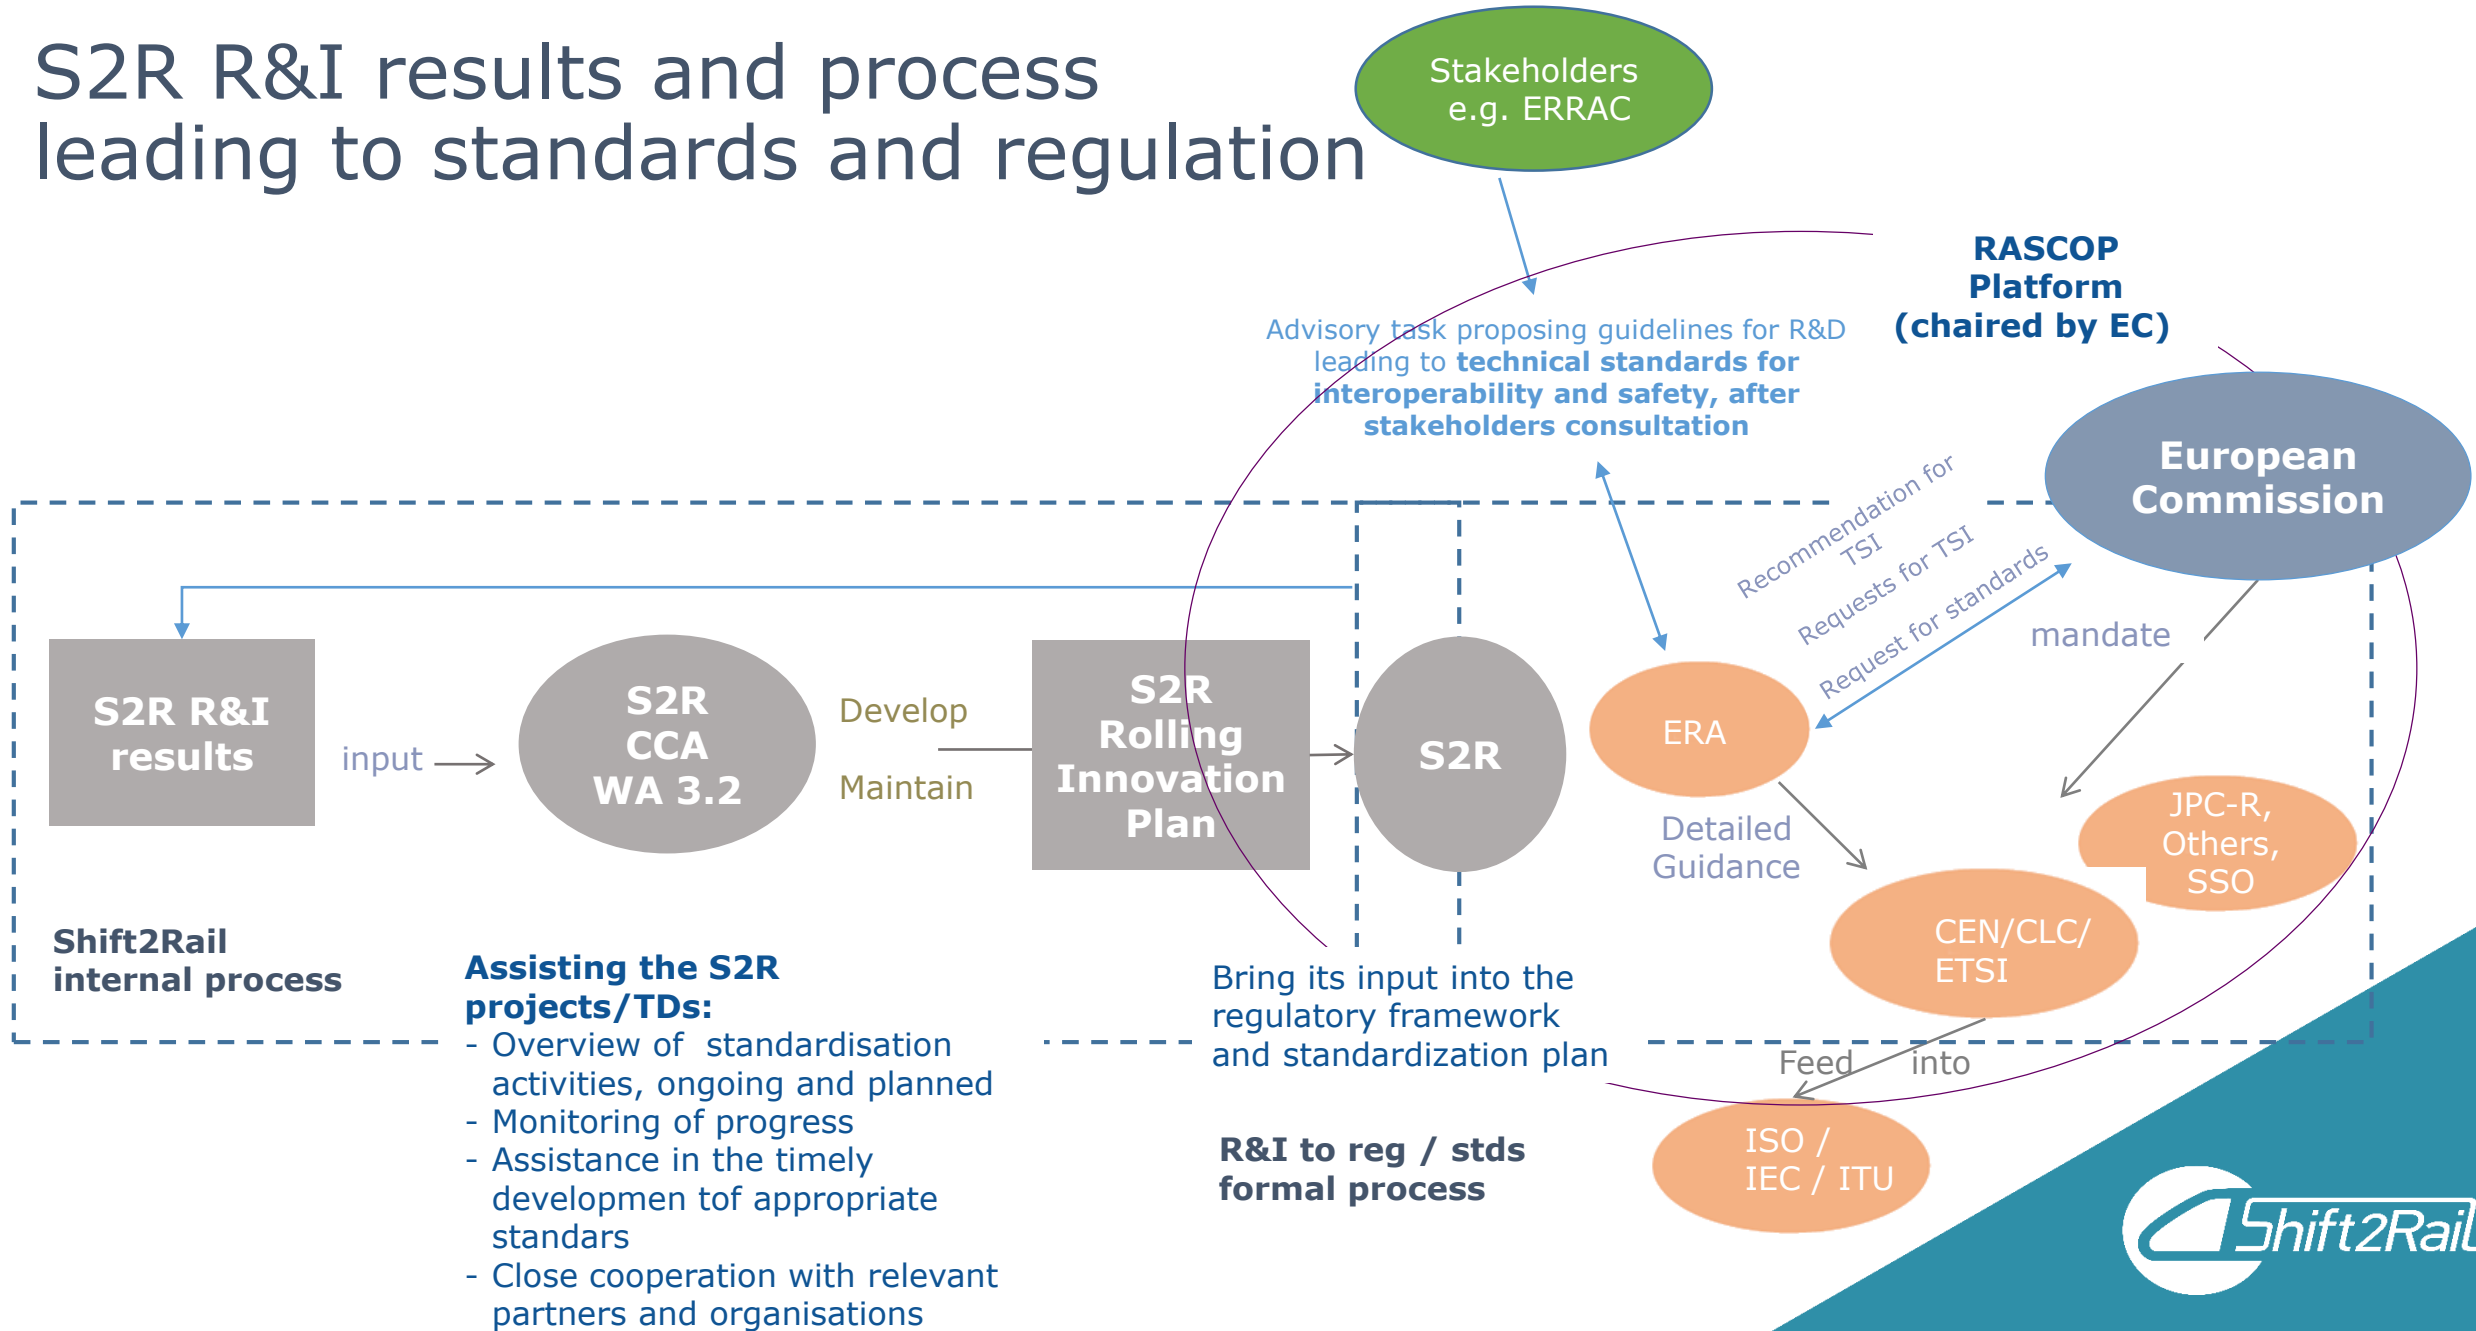 S2R R&I results and process
leading to standards and regulation
Stakeholders
e.g. ERRAC
RASCOP
Platform
(chaired by EC)
Advisory task proposing guidelines for R&D
leading to technical standards for
interoperability and safety, after
stakeholders consultation
European
Commission
Recommendation for
TSI
Requests for TSI
Request for standards
mandate
S2R R&I
results
input
S2R
CCA
WA 3.2
Develop
Maintain
S2R
Rolling
Innovation
Plan
S2R
ERA
Detailed
Guidance
JPC-R,
Others,
SSO
CEN/CLC/
ETSI
Shift2Rail
internal process
Assisting the S2R
projects/TDs:
- Overview of  standardisation
activities, ongoing and planned
- Monitoring of progress
- Assistance in the timely
developmen tof appropriate
standars
- Close cooperation with relevant
partners and organisations
Bring its input into the
regulatory framework
and standardization plan
Feed into
R&I to reg / stds
formal process
ISO /
IEC / ITU
Shift2Rail